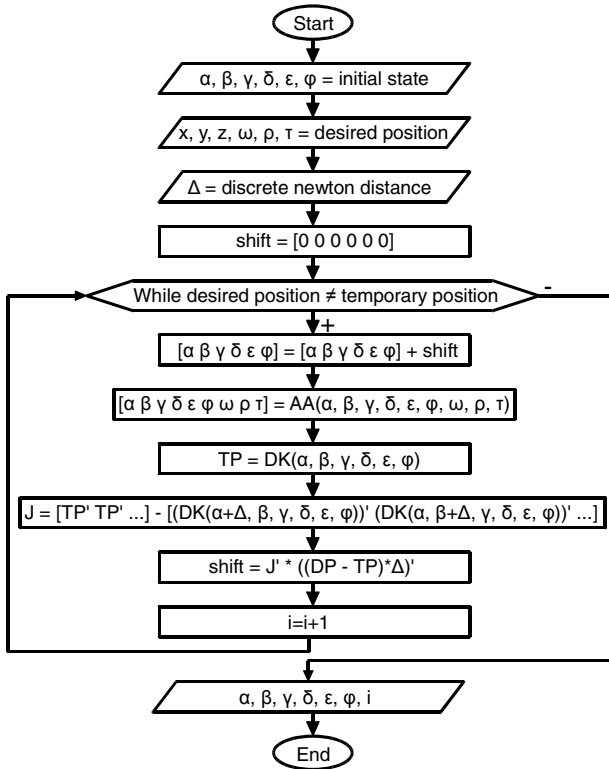 Start
α, β, γ, δ, ε, φ = initial state
x, y, z, ω, ρ, τ = desired position
Δ = discrete newton distance
shift = [0 0 0 0 0 0]
While desired position ≠ temporary position
-
+
[α β γ δ ε φ] = [α β γ δ ε φ] + shift
[α β γ δ ε φ ω ρ τ] = AA(α, β, γ, δ, ε, φ, ω, ρ, τ)
TP = DK(α, β, γ, δ, ε, φ)
J = [TP' TP' ...] - [(DK(α+Δ, β, γ, δ, ε, φ))' (DK(α, β+Δ, γ, δ, ε, φ))' ...]
shift = J' * ((DP - TP)*Δ)'
i=i+1
α, β, γ, δ, ε, φ, i
End